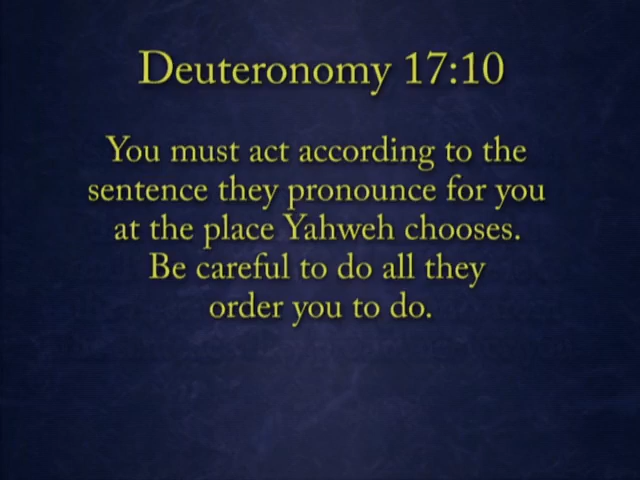 Deuteronomy 17:10
You must act according to the
sentence they pronounce for you
at the place Yahweh chooses.
Be careful to do all they
order you to do.